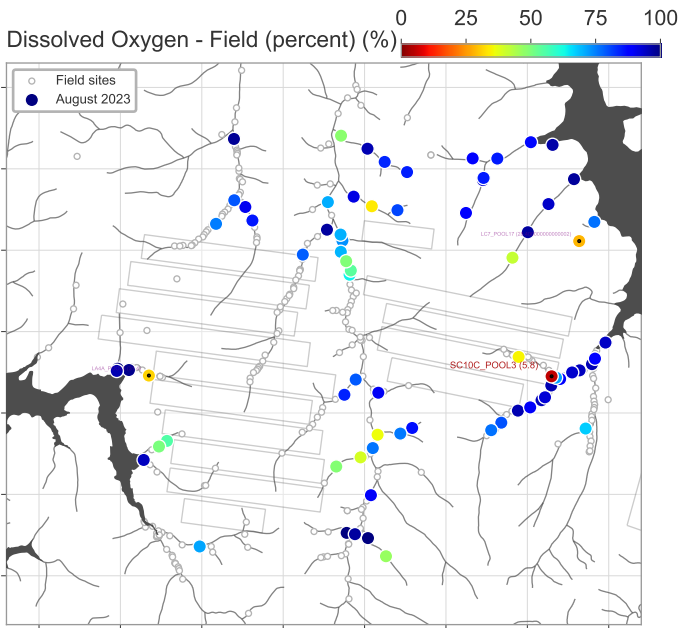 0 25 50 75 100
Dissolved Oxygen - Field (percent) (%)
Field sites
August 2023
SC10C_POOL3 (5.8)